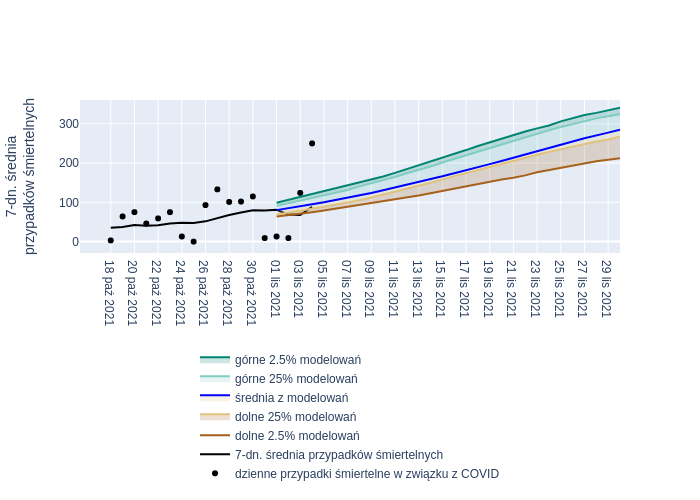 7-dn. średnia
przypadków śmiertelnych
300
200
100
0
18 paź 2021
20 paź 2021
22 paź 2021
24 paź 2021
26 paź 2021
28 paź 2021
30 paź 2021
01 lis 2021
03 lis 2021
05 lis 2021
07 lis 2021
09 lis 2021
11 lis 2021
13 lis 2021
15 lis 2021
17 lis 2021
19 lis 2021
21 lis 2021
23 lis 2021
25 lis 2021
27 lis 2021
29 lis 2021
górne 2.5% modelowań
górne 25% modelowań
średnia z modelowań
dolne 25% modelowań
dolne 2.5% modelowań
7-dn. średnia przypadków śmiertelnych
dzienne przypadki śmiertelne w związku z COVID